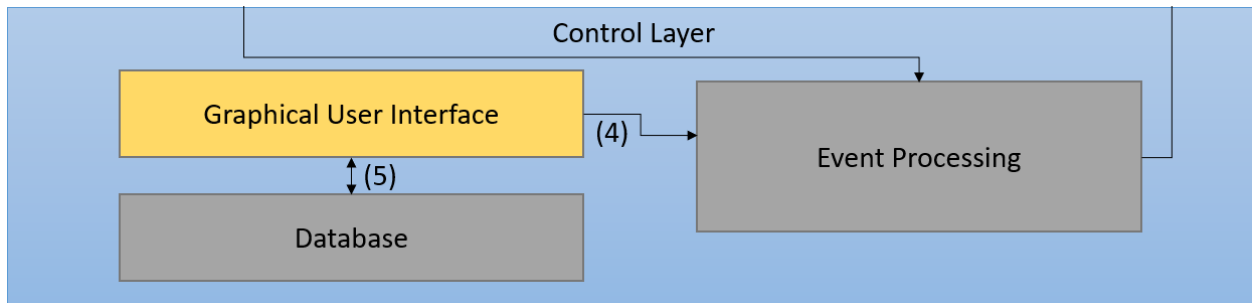 Control Layer
Graphical User Interface
(4)
Event Processing
(5)
Database